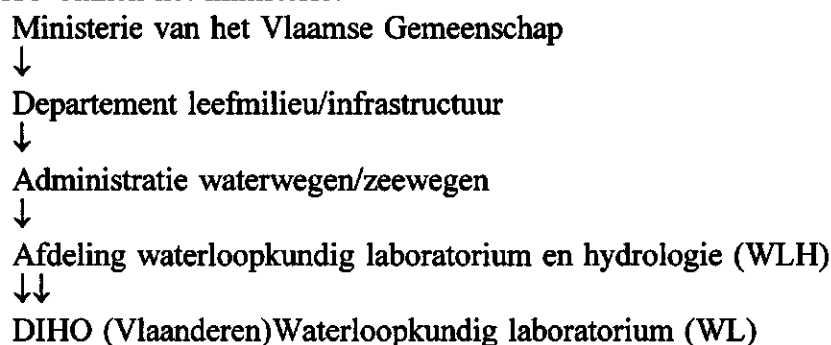 Ministerie van het Vlaamse Gemeenschap
↓
Departement leefmilieu/infrastructuur
↓
Administratie waterwegen/zeewegen
↓
Afdeling waterloopkundig laboratorium en hydrologie (WLH)
↓↓
DIHO (Vlaanderen)Waterloopkundig laboratorium (WL)